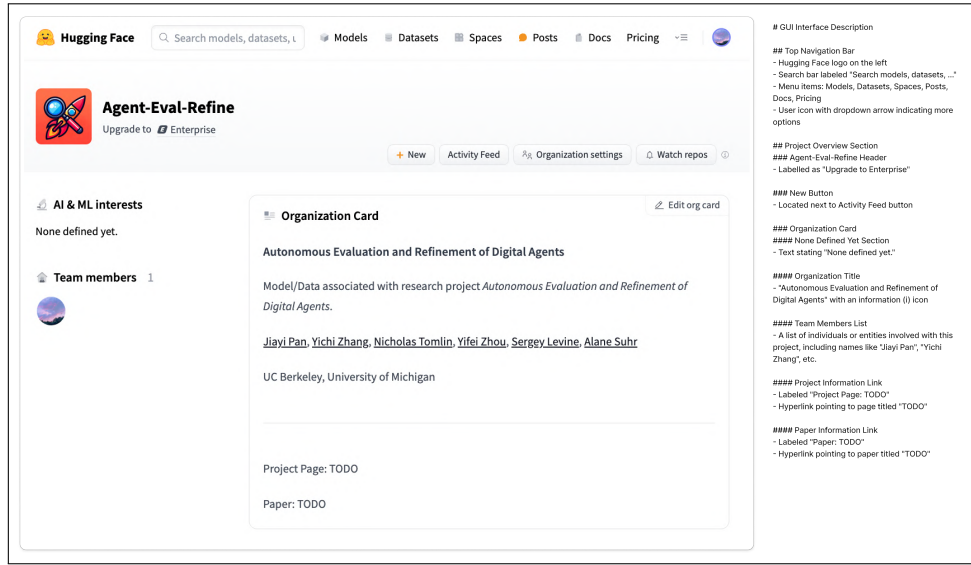 Hugging Face
Search models, datasets, u
Models
Datasets
Spaces
Posts
Docs
Pricing
Agent-Eval-Refine
Upgrade to E Enterprise
+ New
Activity Feed
Organization settings
Watch repos
AI & ML interests
None defined yet.
Team members 1
Organization Card
Edit org card
Autonomous Evaluation and Refinement of Digital Agents
Model/Data associated with research project Autonomous Evaluation and Refinement of
Digital Agents.
Jiayi Pan, Yichi Zhang, Nicholas Tomlin, Yifei Zhou, Sergey Levine, Alane Suhr
UC Berkeley, University of Michigan
Project Page: TODO
Paper: TODO
# GUI Interface Description
## Top Navigation Bar
- Hugging Face logo on the left
- Search bar labeled "Search models, datasets, ..."
- Menu items: Models, Datasets, Spaces, Posts,
Docs, Pricing
- User icon with dropdown arrow indicating more
options
## Project Overview Section
### Agent-Eval-Refine Header
- Labelled as "Upgrade to Enterprise"
### New Button
- Located next to Activity Feed button
### Organization Card
#### None Defined Yet Section
- Text stating "None defined yet."
#### Organization Title
- "Autonomous Evaluation and Refinement of
Digital Agents" with an information (i) icon
#### Team Members List
- A list of individuals or entities involved with this
project, including names like "Jiayi Pan", "Yichi
Zhang", etc.
#### Project Information Link
- Labeled "Project Page: TODO"
- Hyperlink pointing to page titled "TODO"
#### Paper Information Link
- Labeled "Paper: TODO"
- Hyperlink pointing to paper titled "TODO"